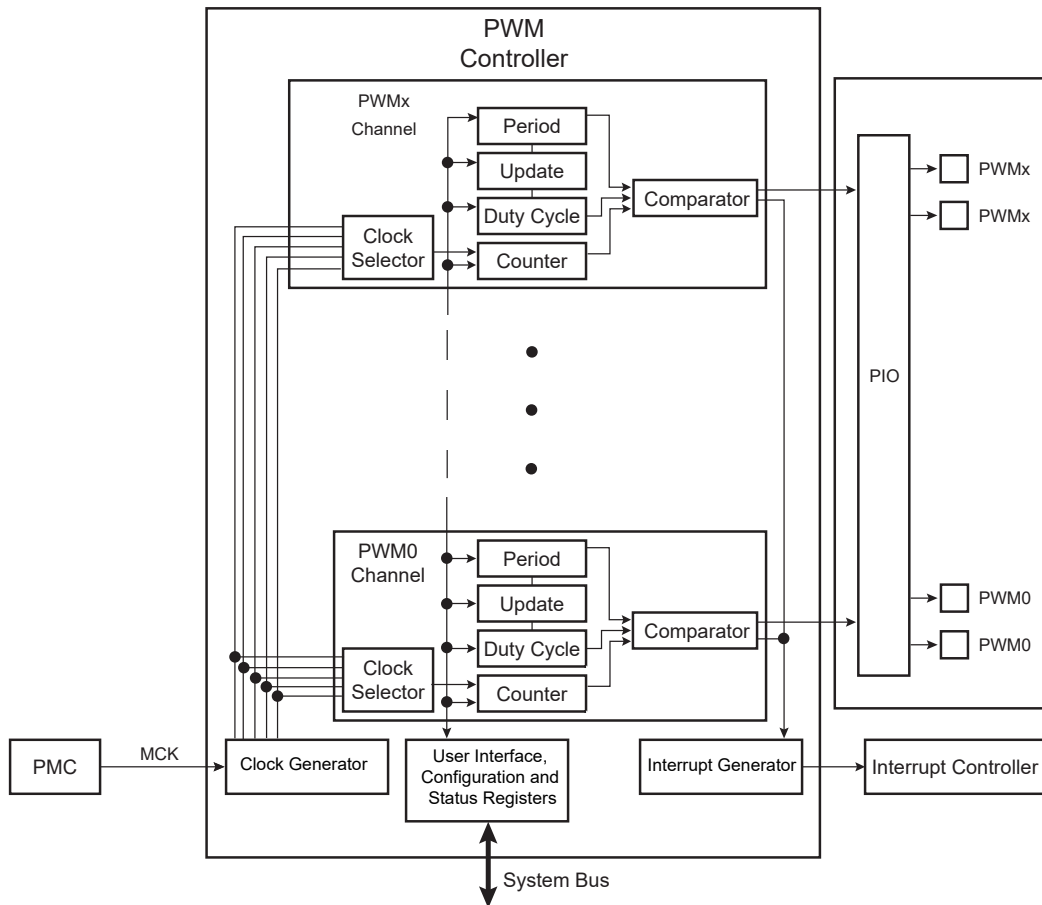 PWM
Controller
PWMx
Channel
Period
Update
Duty Cycle
Counter
Clock
Selector
Comparator
PIO
PWMx
PWMx
PWM0
Channel
Period
Update
Duty Cycle
Counter
Clock
Selector
Comparator
PWM0
PWM0
PMC
MCK
Clock Generator
User Interface,
Configuration and
Status Registers
Interrupt Generator
Interrupt Controller
System Bus